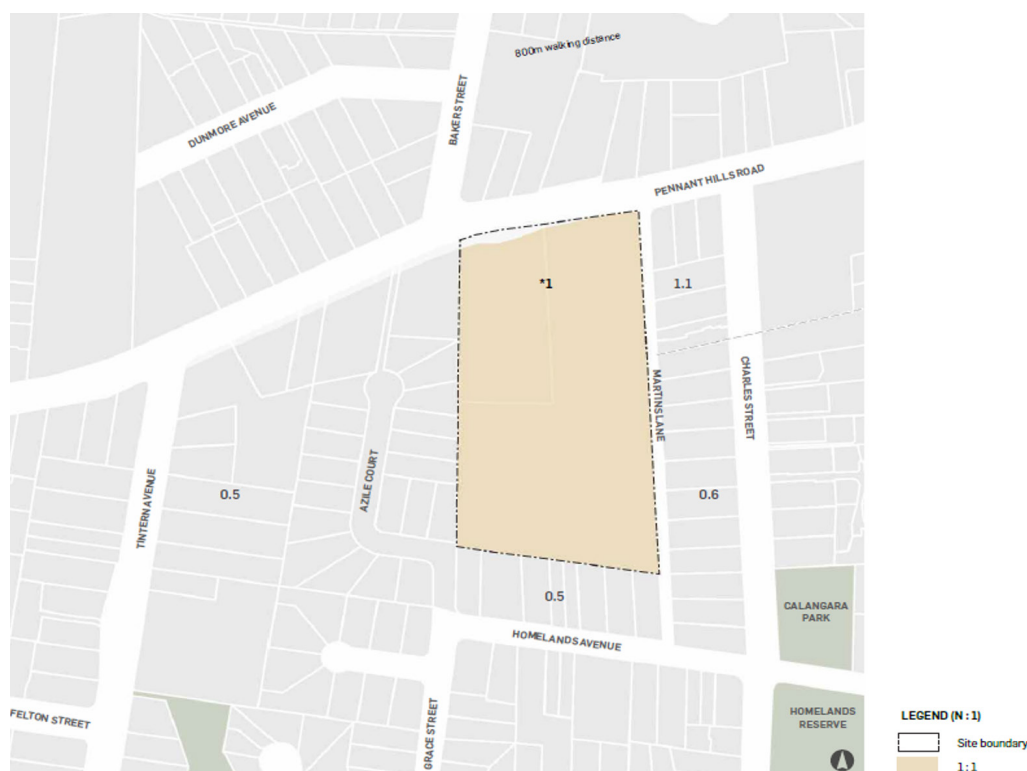 800m walking distance
BAKER STREET
DUNMORE AVENUE
PENNANT HILLS ROAD
*1
1.1
MARTINS LANE
CHARLES STREET
AZILE COURT
TINTERN AVENUE
0.5
0.6
0.5
CALANGARA
PARK
HOMELANDS AVENUE
FELTON STREET
GRACE STREET
HOMELANDS
RESERVE
LEGEND (N : 1)
Site boundary
1 : 1